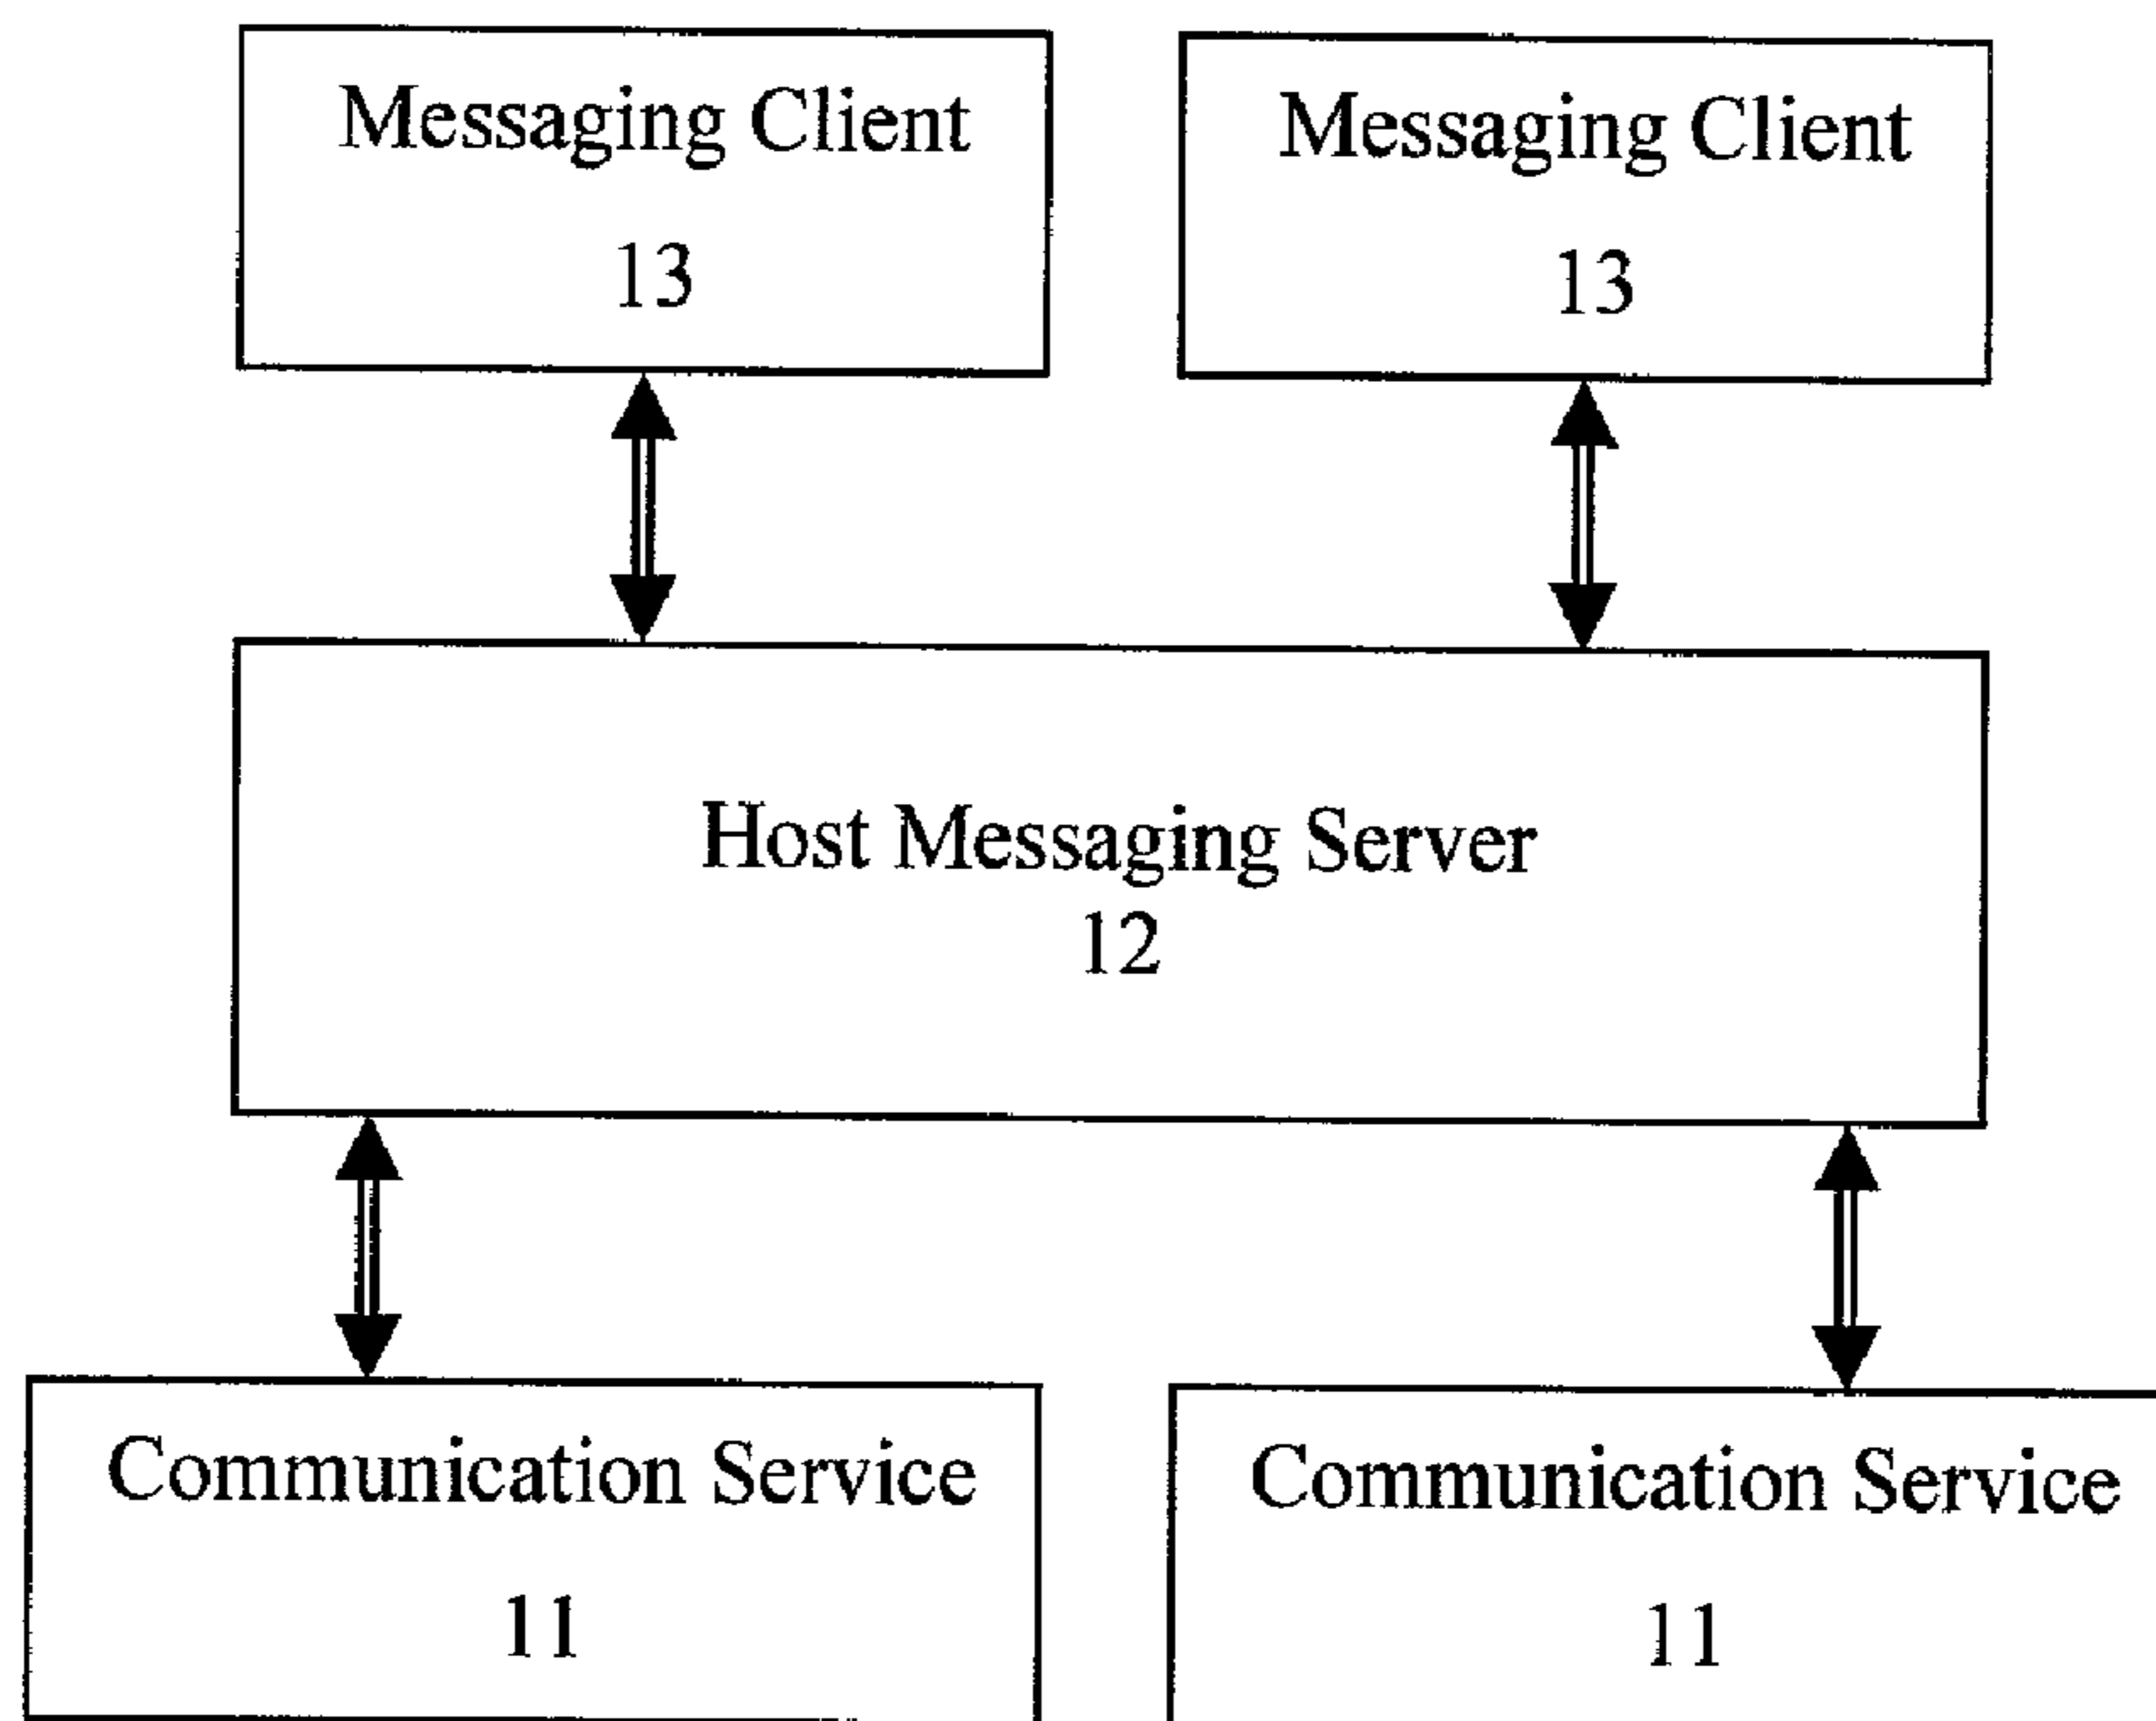 Messaging Client
13
Messaging Client
13
Host Messaging Server
12
Communication Service
11
Communication Service
11